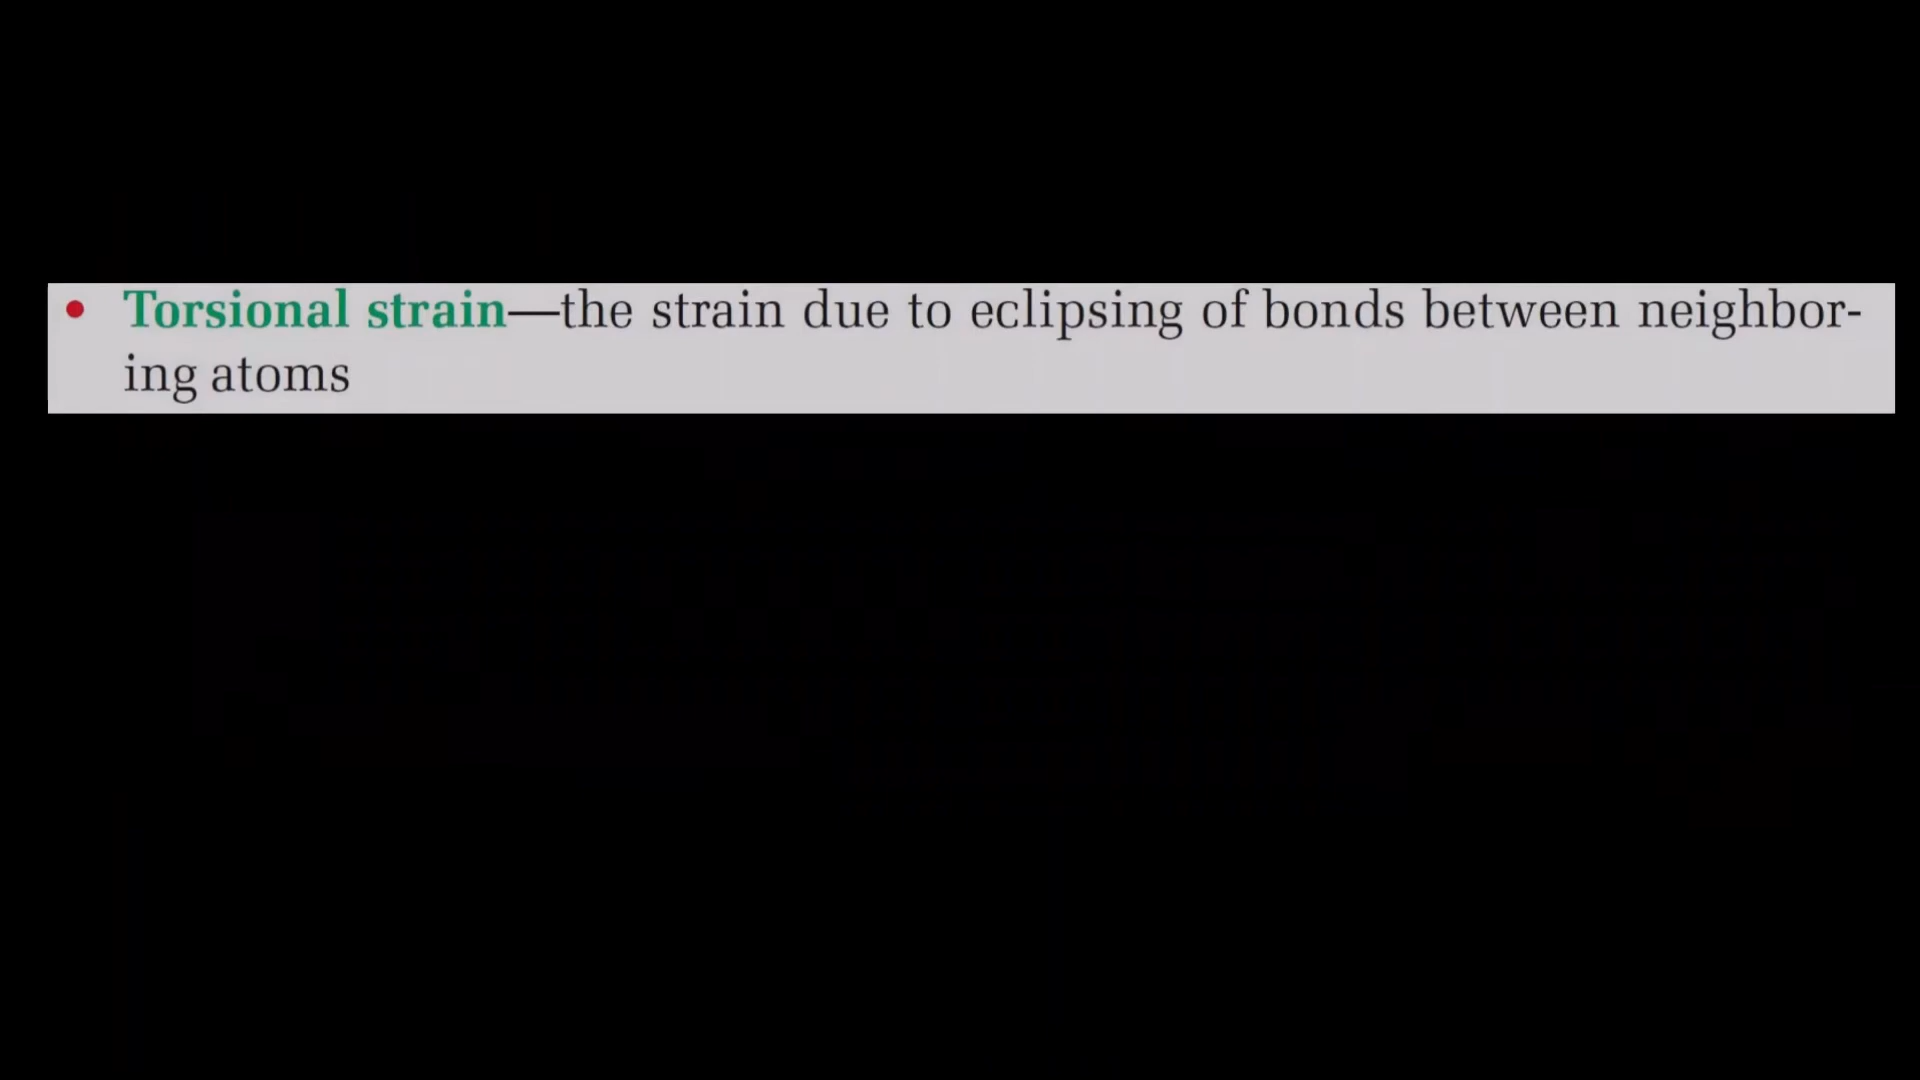 • Torsional strain—the strain due to eclipsing of bonds between neighbor-
ing atoms